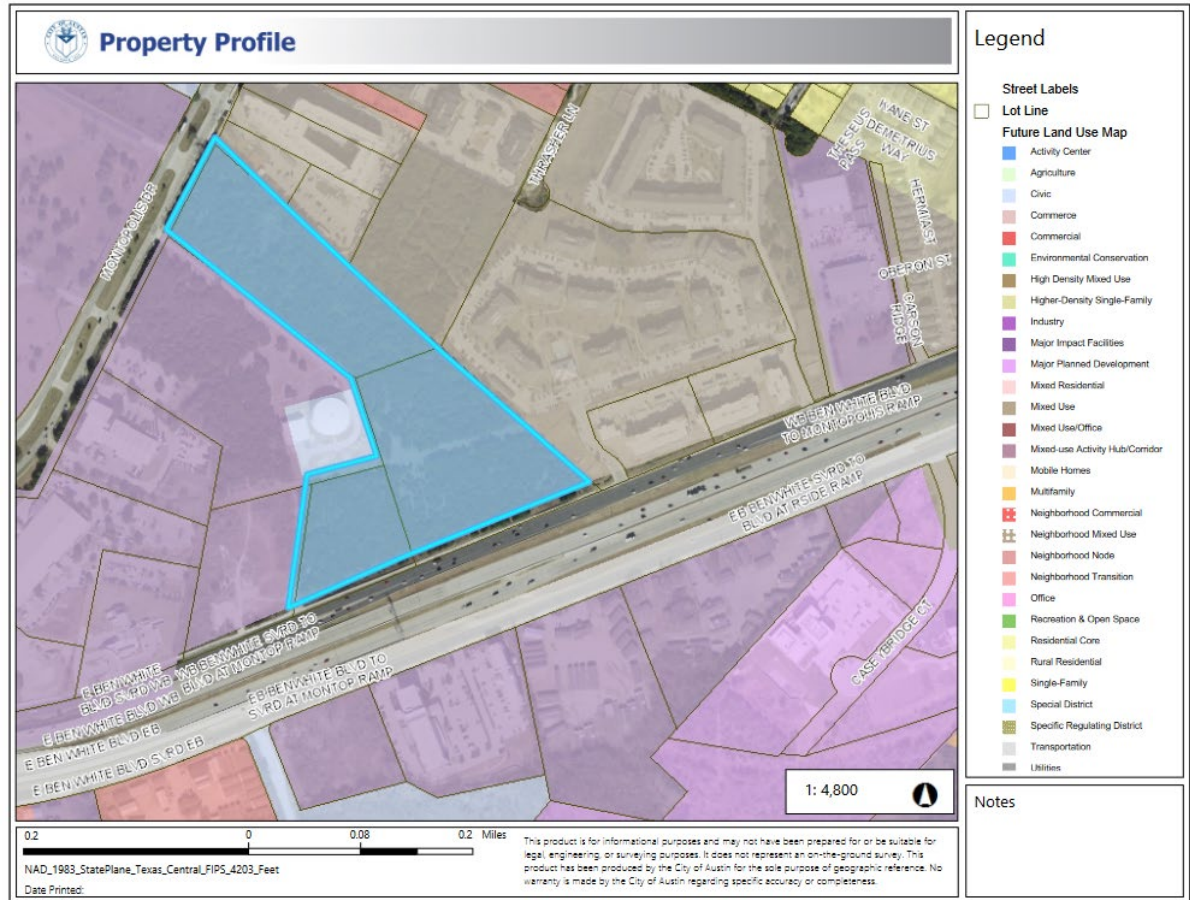 Property Profile
MONTOPOLIS DR
THRASHER LN
THESEUS
PASS
KANE ST
DEMETRIUS
WAY
HERMIA ST
OBERON ST
CARSON
RIDGE
WB BEN WHITE BLVD
TO MONTOPOLIS RAMP
EB BEN WHITE SVRD TO
BLVD AT RSIDE RAMP
CASEYBRIDGE CT
E BEN WHITE
BLVD SVRD WB
WB BEN WHITE SVRD TO
BLVD AT MONTOP RAMP
E BEN WHITE BLVD WB
EB BEN WHITE BLVD TO
SVRD AT MONTOP RAMP
E BEN WHITE BLVD EB
E BEN WHITE BLVD SVRD EB
1: 4,800
0.2
0
0.08
0.2 Miles
NAD_1983_StatePlane_Texas_Central_FIPS_4203_Feet
Date Printed:
This product is for informational purposes and may not have been prepared for or be suitable for
legal, engineering, or surveying purposes. It does not represent an on-the-ground survey. This
product has been produced by the City of Austin for the sole purpose of geographic reference. No
warranty is made by the City of Austin regarding specific accuracy or completeness.
Legend
Street Labels
Lot Line
Future Land Use Map
Activity Center
Agriculture
Civic
Commerce
Commercial
Environmental Conservation
High Density Mixed Use
Higher-Density Single-Family
Industry
Major Impact Facilities
Major Planned Development
Mixed Residential
Mixed Use
Mixed Use/Office
Mixed-use Activity Hub/Corridor
Mobile Homes
Multifamily
Neighborhood Commercial
Neighborhood Mixed Use
Neighborhood Node
Neighborhood Transition
Office
Recreation & Open Space
Residential Core
Rural Residential
Single-Family
Special District
Specific Regulating District
Transportation
Utilities
Notes